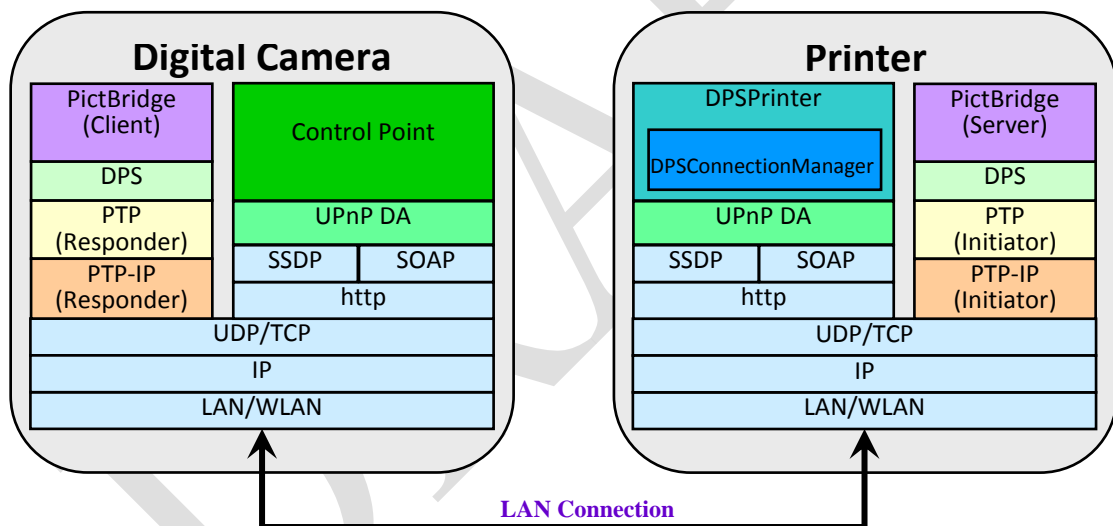 Digital Camera
PictBridge
(Client)
DPS
PTP
(Responder)
PTP-IP
(Responder)
Control Point
UPnP DA
SSDP
SOAP
http
UDP/TCP
IP
LAN/WLAN
Printer
DPSPrinter
DPSConnectionManager
UPnP DA
SSDP
SOAP
http
PictBridge
(Server)
DPS
PTP
(Initiator)
PTP-IP
(Initiator)
UDP/TCP
IP
LAN/WLAN
LAN Connection